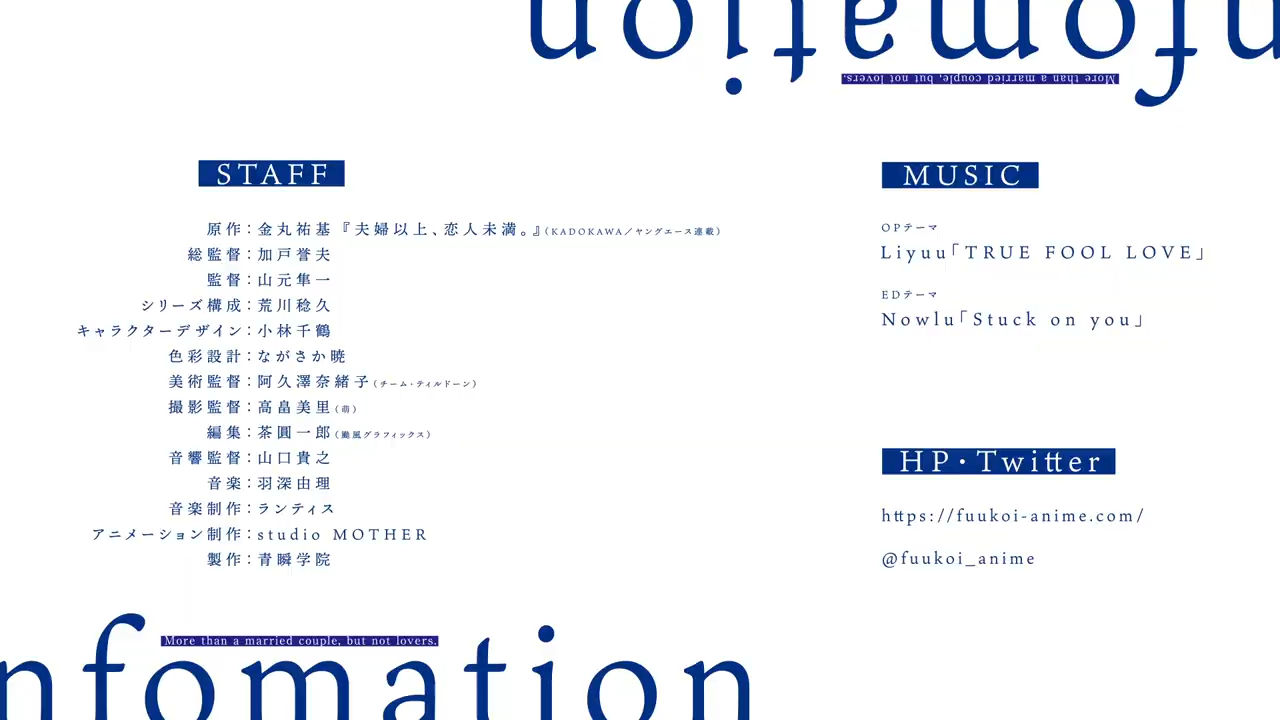 nfomation
More than a married couple, but not lovers.
STAFF
原作：金丸祐基『夫婦以上、恋人未満。』（KADOKAWA／ヤングエース連載）
総監督：加戸誉夫
監督：山元隼一
シリーズ構成：荒川稔久
キャラクターデザイン：小林千鶴
色彩設計：ながさか暁
美術監督：阿久澤奈緒子（チーム・ティルドーン）
撮影監督：高畠美里（萌）
編集：茶圓一郎（颱風グラフィックス）
音響監督：山口貴之
音楽：羽深由理
音楽制作：ランティス
アニメーション制作：studio MOTHER
製作：青瞬学院
MUSIC
OPテーマ
Liyuu「TRUE FOOL LOVE」
EDテーマ
Nowlu「Stuck on you」
HP・Twitter
https://fuukoi-anime.com/
@fuukoi_anime
More than a married couple, but not lovers.
nfomation